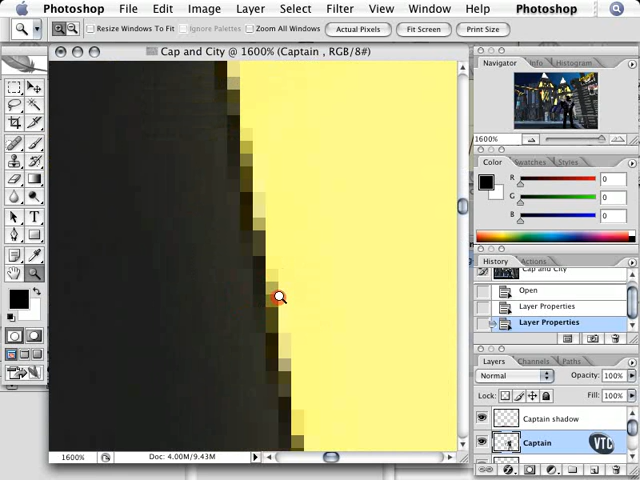 Photoshop File Edit Image Layer Select Filter View Window Help Photoshop
Resize Windows To Fit Ignore Palettes Zoom All Windows Actual Pixels Fit Screen Print Size
Cap and City @ 1600% (Captain , RGB/8#)
Navigator Info Histogram
1600%
Color Swatches Styles
R 0
G 0
B 0
History Actions
Cap and City
Open
Layer Properties
Layer Properties
Layers Channels Paths
Normal Opacity: 100%
Lock: Fill: 100%
Captain shadow
Captain
VTC
1600% Doc: 4.00M/9.43M
T